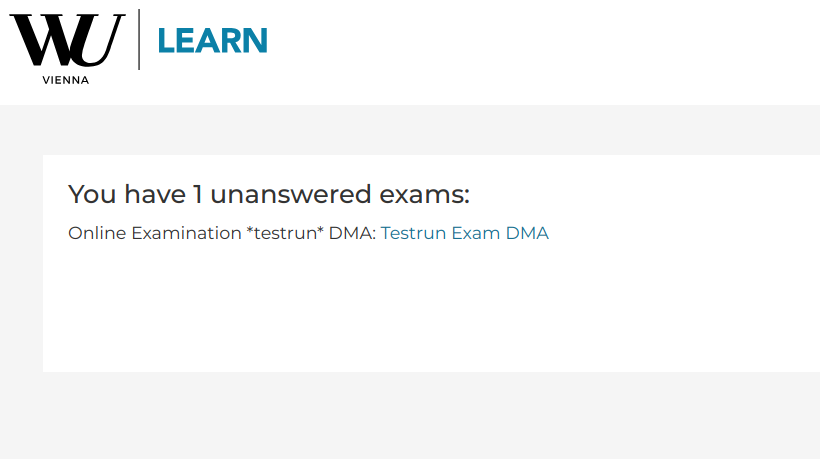 WU
VIENNA
LEARN
You have 1 unanswered exams:
Online Examination *testrun* DMA: Testrun Exam DMA